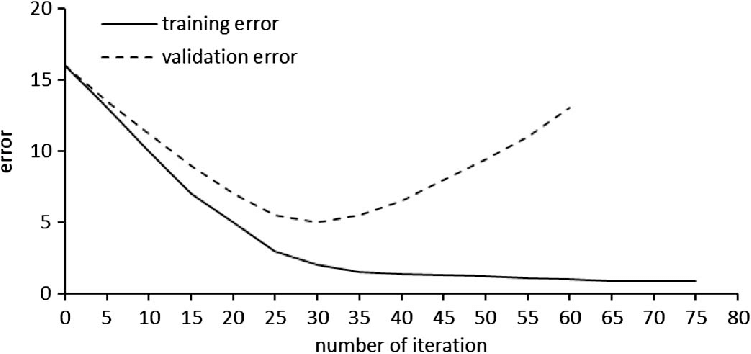 20
training error
validation error
15
10
5
0
error
0 5 10 15 20 25 30 35 40 45 50 55 60 65 70 75 80
number of iteration